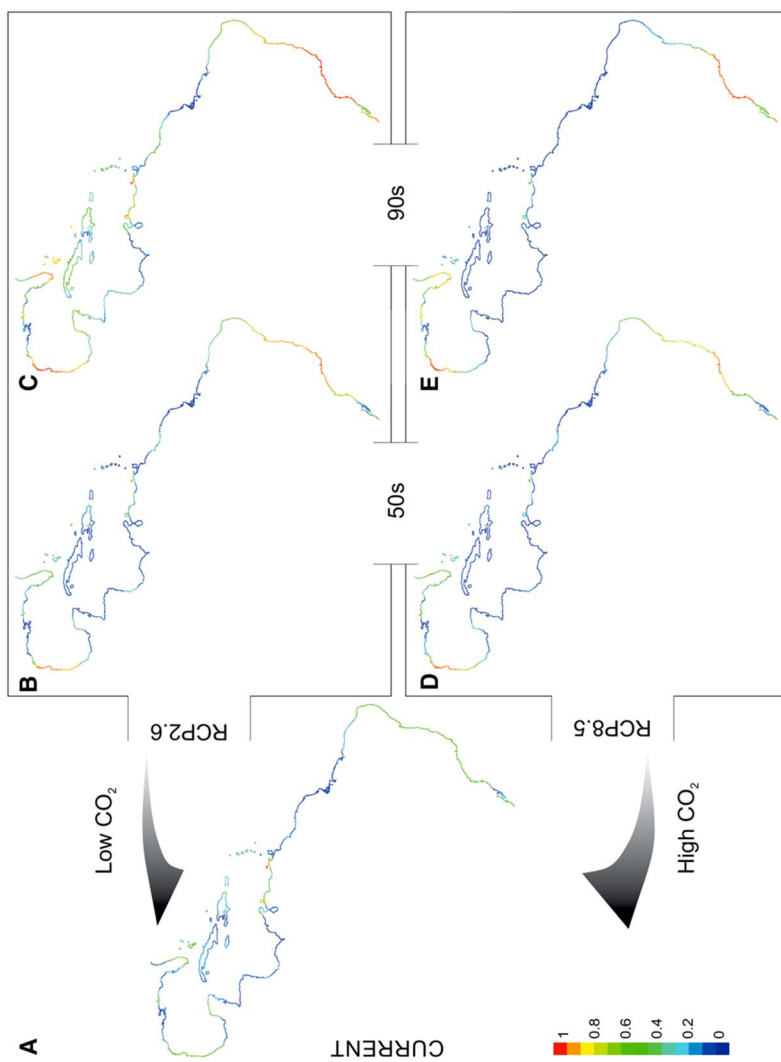 A
CURRENT
Low CO₂
High CO₂
RCP2.6
RCP8.5
B
C
50s
90s
D
E
1
0.8
0.6
0.4
0.2
0